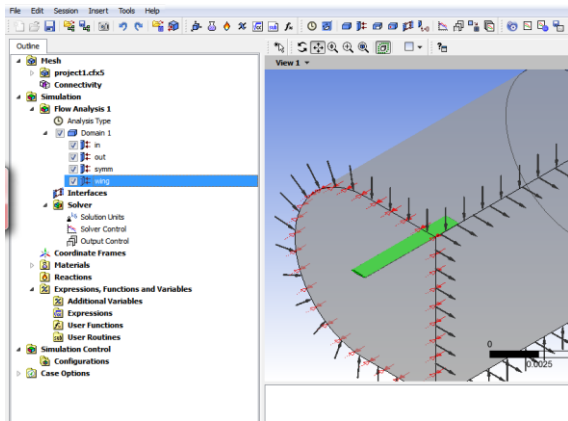 File Edit Session Insert Tools Help
Outline
Mesh
project1.cfx5
Connectivity
Simulation
Flow Analysis 1
Analysis Type
Domain 1
in
out
symm
wing
Interfaces
Solver
Solution Units
Solver Control
Output Control
Coordinate Frames
Materials
Reactions
Expressions, Functions and Variables
Additional Variables
Expressions
User Functions
User Routines
Simulation Control
Configurations
Case Options
View 1
0
0.0025